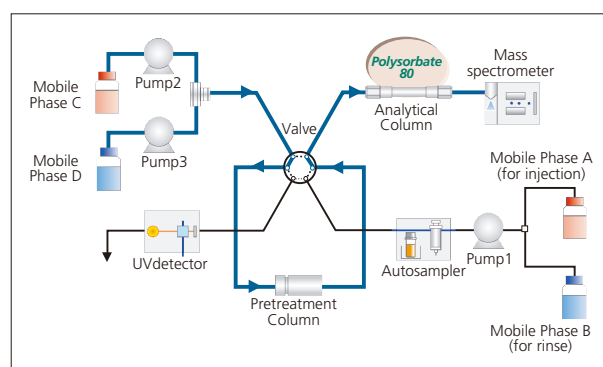 Mobile
Phase C
Pump2
Mobile
Phase D
Pump3
Valve
Polysorbate
80
Analytical
Column
Mass
spectrometer
Mobile Phase A
(for injection)
UVdetector
Pretreatment
Column
Autosampler
Pump1
Mobile Phase B
(for rinse)